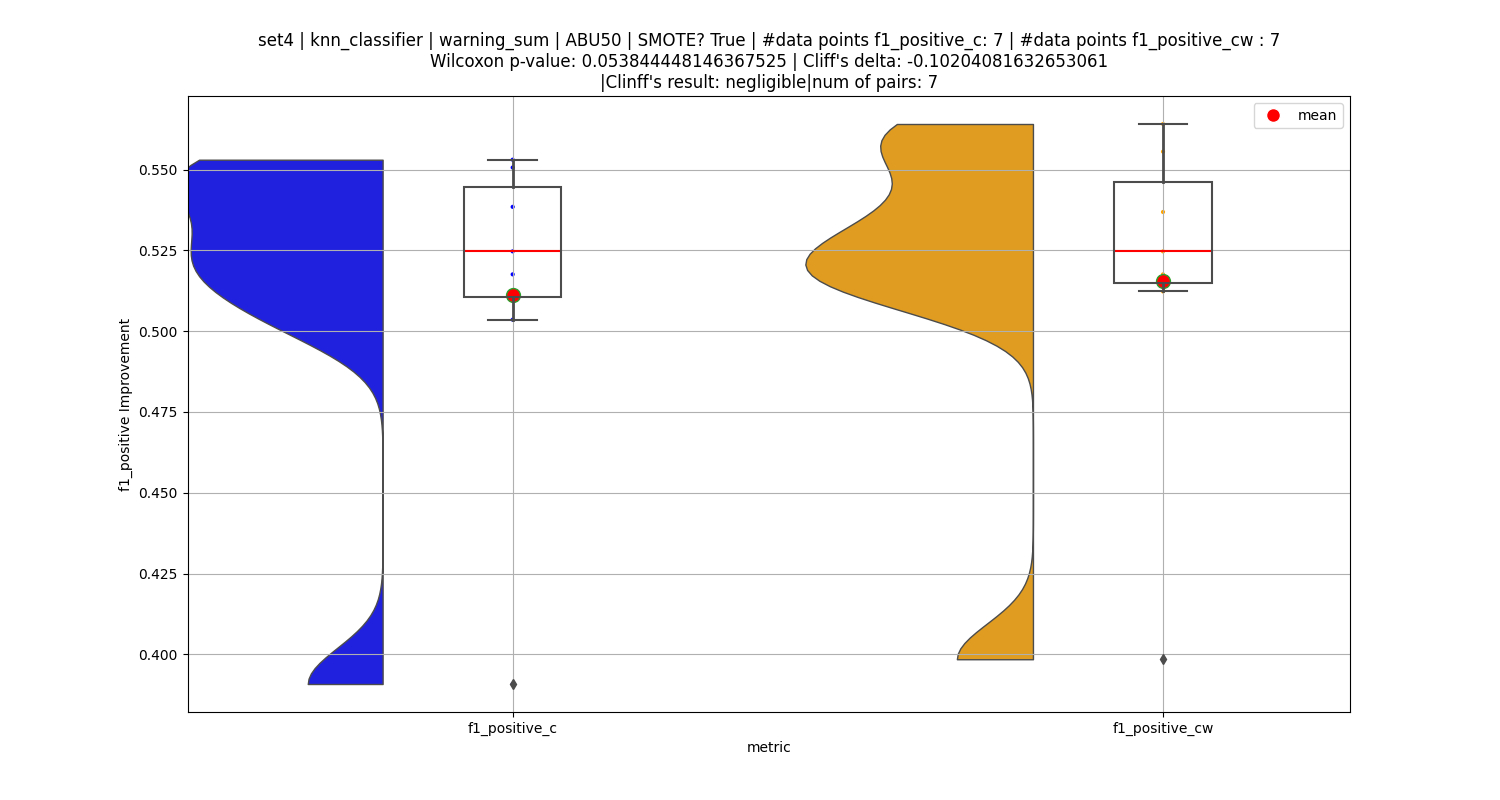 set4 | knn_classifier | warning_sum | ABU50 | SMOTE? True | #data points f1_positive_c: 7 | #data points f1_positive_cw : 7
Wilcoxon p-value: 0.053844448146367525 | Cliff's delta: -0.10204081632653061
|Clinff's result: negligible|num of pairs: 7
mean
0.550
0.525
0.500
0.475
0.450
0.425
0.400
f1_positive Improvement
f1_positive_c
f1_positive_cw
metric